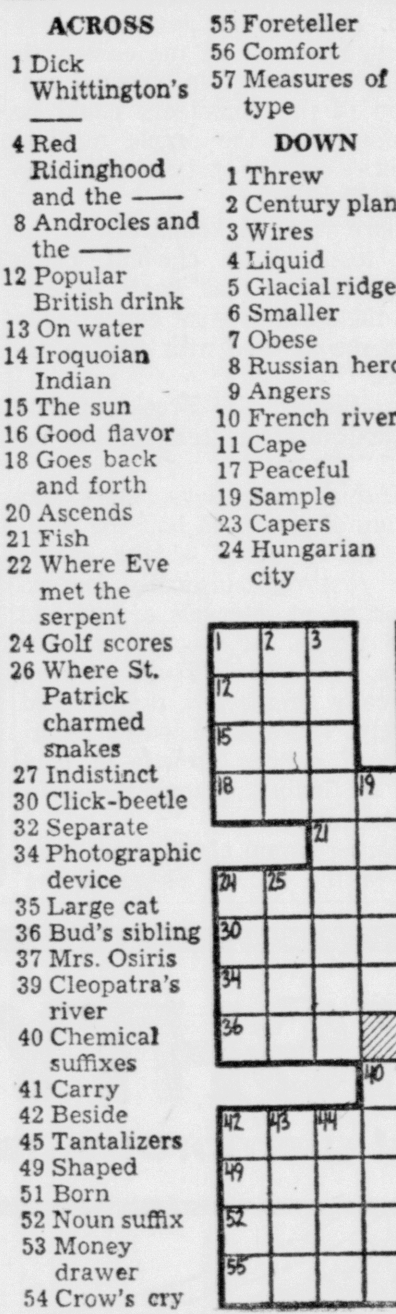 ACROSS
1 Dick
Whittington's
——
4 Red
Ridinghood
and the ——
8 Androcles and
the ——
12 Popular
British drink
13 On water
14 Iroquoian
Indian
15 The sun
16 Good flavor
18 Goes back
and forth
20 Ascends
21 Fish
22 Where Eve
met the
serpent
24 Golf scores
26 Where St.
Patrick
charmed
snakes
27 Indistinct
30 Click-beetle
32 Separate
34 Photographic
device
35 Large cat
36 Bud's sibling
37 Mrs. Osiris
39 Cleopatra's
river
40 Chemical
suffixes
41 Carry
42 Beside
45 Tantalizers
49 Shaped
51 Born
52 Noun suffix
53 Money
drawer
54 Crow's cry
55 Foreteller
56 Comfort
57 Measures of
type
DOWN
1 Threw
2 Century plan
3 Wires
4 Liquid
5 Glacial ridge
6 Smaller
7 Obese
8 Russian hero
9 Angers
10 French river
11 Cape
17 Peaceful
19 Sample
23 Capers
24 Hungarian
city
1 2 3
12
15
18 19
21
24 25
30
34
36
40
42 43 44
49
52
55